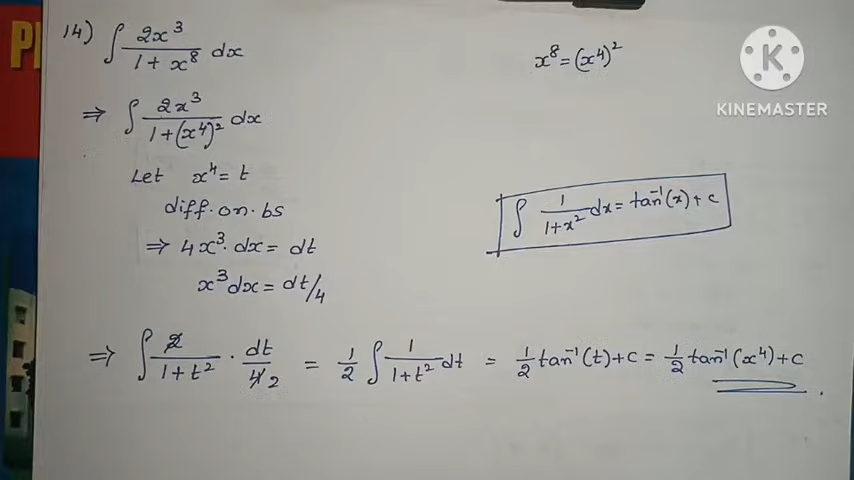 14) ∫ 2x³/(1 + x⁸) dx
x⁸ = (x⁴)²
KINEMASTER
⇒ ∫ 2x³/(1+(x⁴)²) dx
Let x⁴ = t
diff. on. bs
∫ 1/(1+x²) dx = tan⁻¹(x) + c
⇒ 4x³. dx = dt
x³dx = dt/4
⇒ ∫ 2/(1+t²) · dt/4 2 = 1/2 ∫ 1/(1+t²) dt = 1/2 tan⁻¹(t)+c = 1/2 tan⁻¹(x⁴)+c